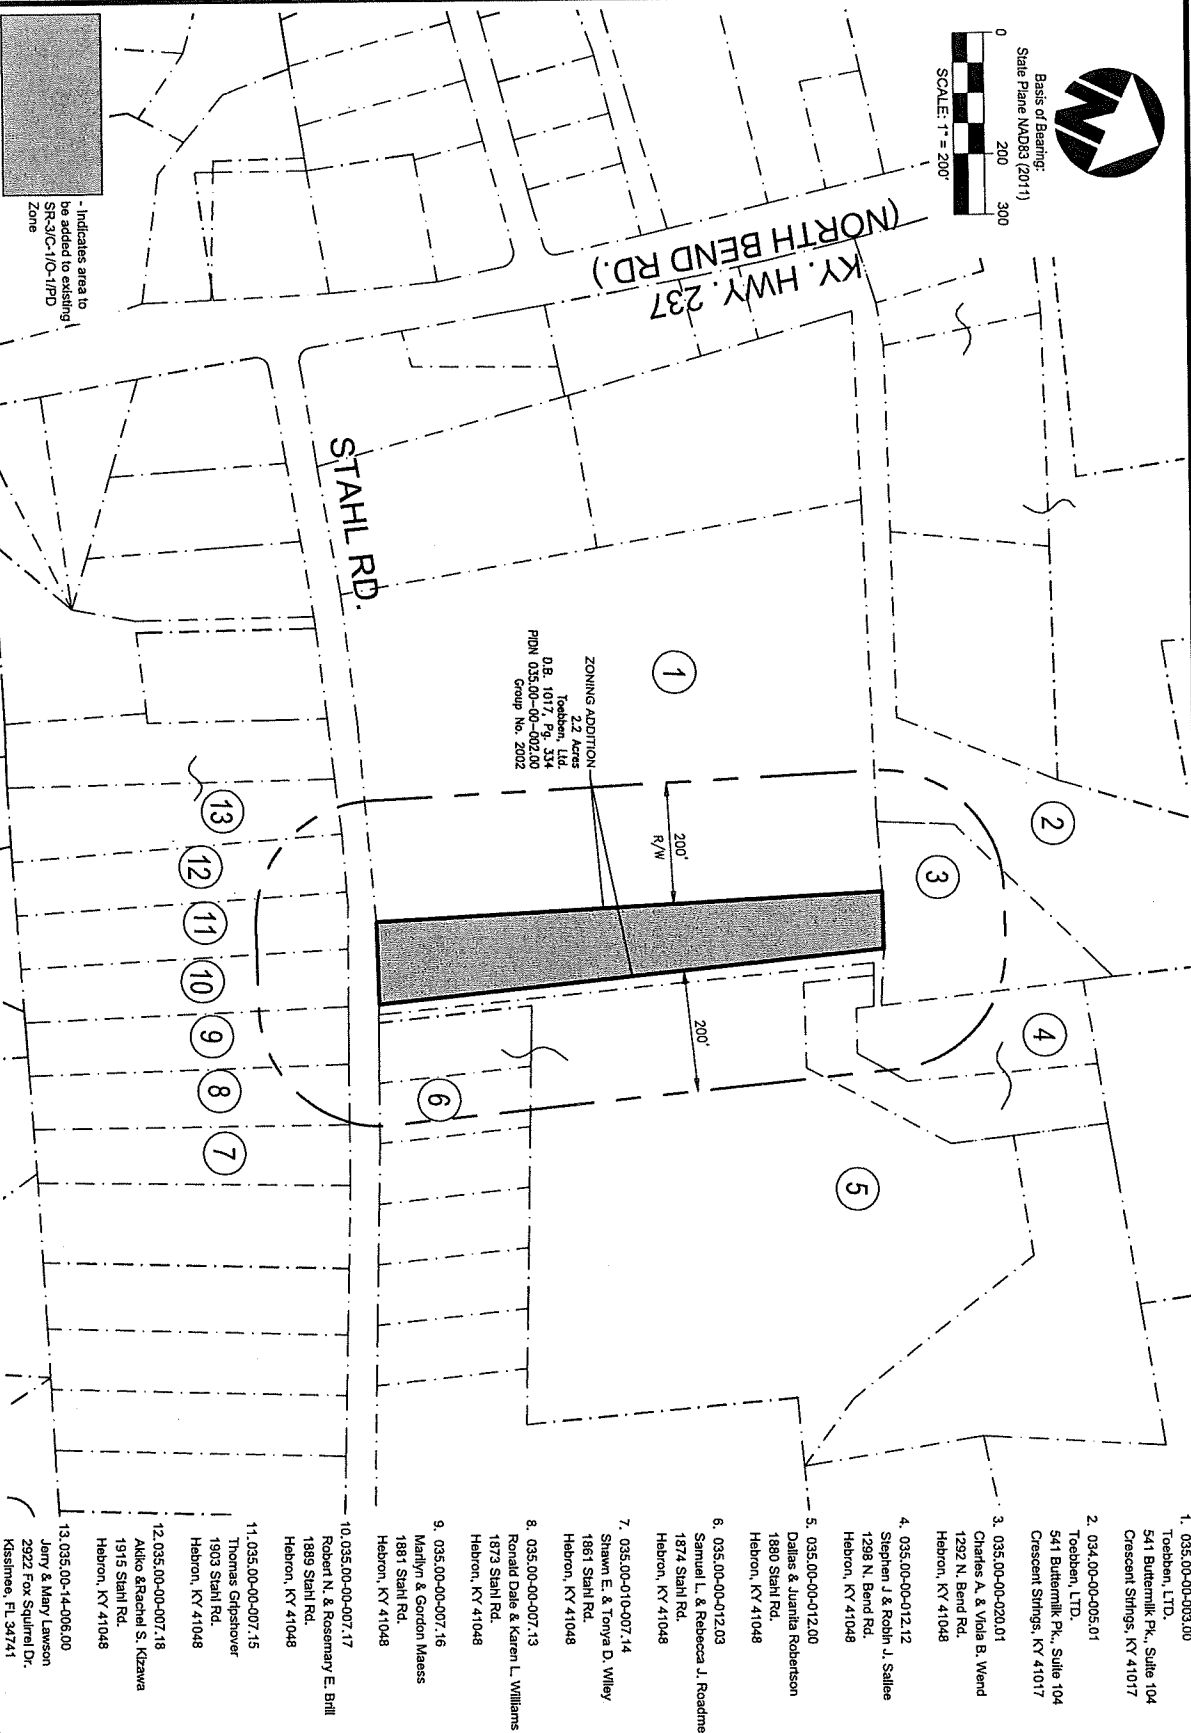 N
Basis of Bearing:
State Plane NAD83 (2011)
0
200
300
SCALE: 1" = 200'
KY. HWY. 237
(NORTH BEND RD.)
STAHL RD.
- Indicates area to
be added to existing
SR-3/C-1/O-1/PD
Zone
ZONING ADDITION
2.2 Acres
Toebben, Ltd.
D.B. 1017, Pg. 334
PIDN 035.00-00-002.00
Group No. 2002
200'
R/W
200'
1
2
3
4
5
6
7
8
9
10
11
12
13
1. 035.00-00-003.00
Toebben, LTD.
541 Buttermilk Pk., Suite 104
Crescent Strings, KY 41017
2. 034.00-00-005.01
Toebben, LTD.
541 Buttermilk Pk., Suite 104
Crescent Strings, KY 41017
3. 035.00-00-020.01
Charles A. & Viola B. Wend
1292 N. Bend Rd.
Hebron, KY 41048
4. 035.00-00-012.12
Stephen J & Robin J. Sallee
1298 N. Bend Rd.
Hebron, KY 41048
5. 035.00-00-012.00
Dallas & Juanita Robertson
1880 Stahl Rd.
Hebron, KY 41048
6. 035.00-00-012.03
Samuel L. & Rebecca J. Roadme
1874 Stahl Rd.
Hebron, KY 41048
7. 035.00-010-007.14
Shawn E. & Tonya D. Wiley
1861 Stahl Rd.
Hebron, KY 41048
8. 035.00-00-007.13
Ronald Dale & Karen L. Williams
1873 Stahl Rd.
Hebron, KY 41048
9. 035.00-00-007.16
Marilyn & Gordon Maess
1881 Stahl Rd.
Hebron, KY 41048
10.035.00-00-007.17
Robert N. & Rosemary E. Brill
1889 Stahl Rd.
Hebron, KY 41048
11.035.00-00-007.15
Thomas Gripshover
1903 Stahl Rd.
Hebron, KY 41048
12.035.00-00-007.18
Akiko &Rachel S. Kizawa
1915 Stahl Rd.
Hebron, KY 41048
13.035.00-14-006.00
Jerry & Mary Lawson
2922 Fox Squirrel Dr.
Kissimee, FL 34741